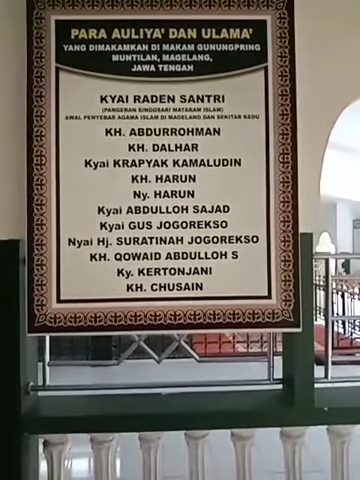 PARA AULIYA' DAN ULAMA'
YANG DIMAKAMKAN DI MAKAM GUNUNGPRING
MUNTILAN, MAGELANG,
JAWA TENGAH
KYAI RADEN SANTRI
(PANGERAN SINGOSARI MATARAM ISLAM)
AWAL PENYEBAR AGAMA ISLAM DI MAGELANG DAN SEKITAR KEDU
KH. ABDURROHMAN
KH. DALHAR
Kyai KRAPYAK KAMALUDIN
KH. HARUN
Ny. HARUN
Kyai ABDULLOH SAJAD
Kyai GUS JOGOREKSO
Nyai Hj. SURATINAH JOGOREKSO
KH. QOWAID ABDULLOH S
Ky. KERTONJANI
KH. CHUSAIN